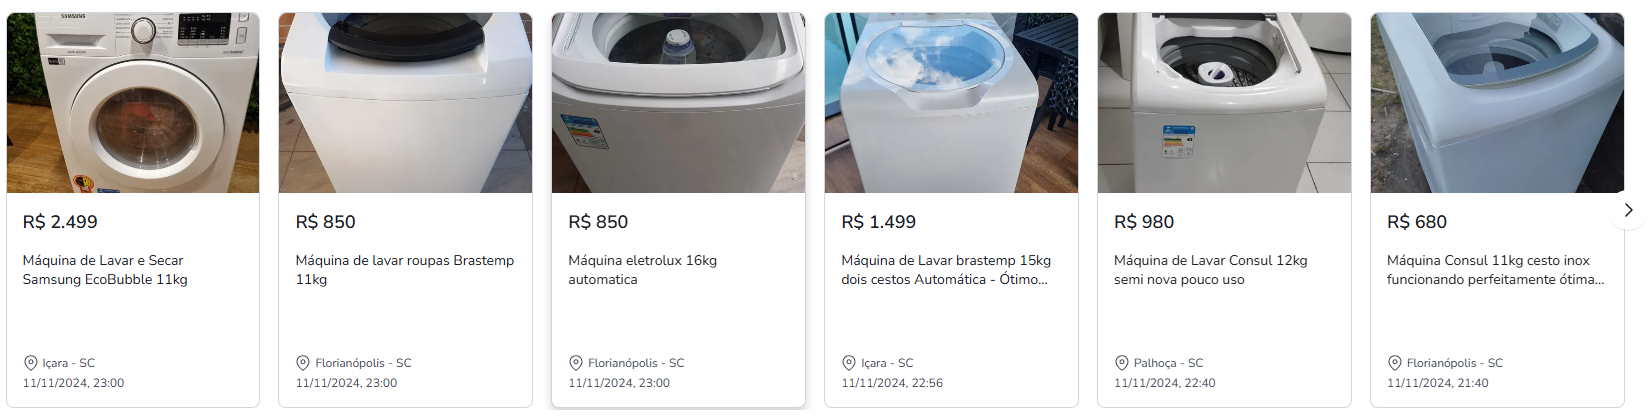 SAMSUNG
R$ 2.499
Máquina de Lavar e Secar
Samsung EcoBubble 11kg
Içara - SC
11/11/2024, 23:00
R$ 850
Máquina de lavar roupas Brastemp
11kg
Florianópolis - SC
11/11/2024, 23:00
R$ 850
Máquina eletrolux 16kg
automatica
Florianópolis - SC
11/11/2024, 23:00
R$ 1.499
Máquina de Lavar brastemp 15kg
dois cestos Automática - Ótimo...
Içara - SC
11/11/2024, 22:56
R$ 980
Máquina de Lavar Consul 12kg
semi nova pouco uso
Palhoça - SC
11/11/2024, 22:40
R$ 680
Máquina Consul 11kg cesto inox
funcionando perfeitamente ótima...
Florianópolis - SC
11/11/2024, 21:40